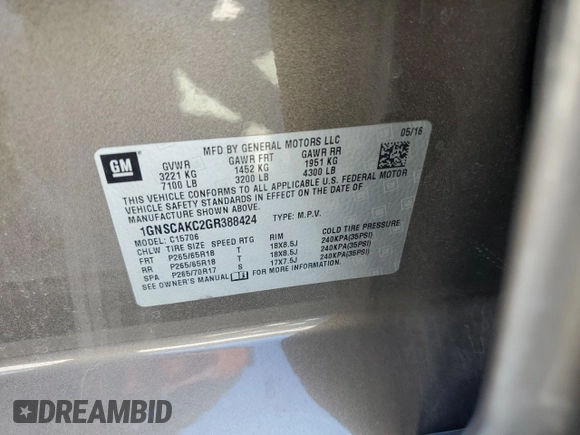 GM
MFD BY GENERAL MOTORS LLC
05/16
GVWR GAWR FRT GAWR RR
3221 KG 1452 KG 1951 KG
7100 LB 3200 LB 4300 LB
THIS VEHICLE CONFORMS TO ALL APPLICABLE U.S. FEDERAL MOTOR
VEHICLE SAFETY STANDARDS IN EFFECT ON THE DATE OF
MANUFACTURE SHOWN ABOVE.
1GNSCAKC2GR388424 TYPE: M.P.V.
MODEL: C15706
CHLW TIRE SIZE SPEED RTG RIM COLD TIRE PRESSURE
FRT P265/65R18 T 18X8.5J 240KPA(35PSI)
RR P265/65R18 T 18X8.5J 240KPA(35PSI)
SPA P265/70R17 S 17X7.5J 240KPA(35PSI)
SEE OWNER'S MANUAL FOR MORE INFORMATION.
DREAMBID